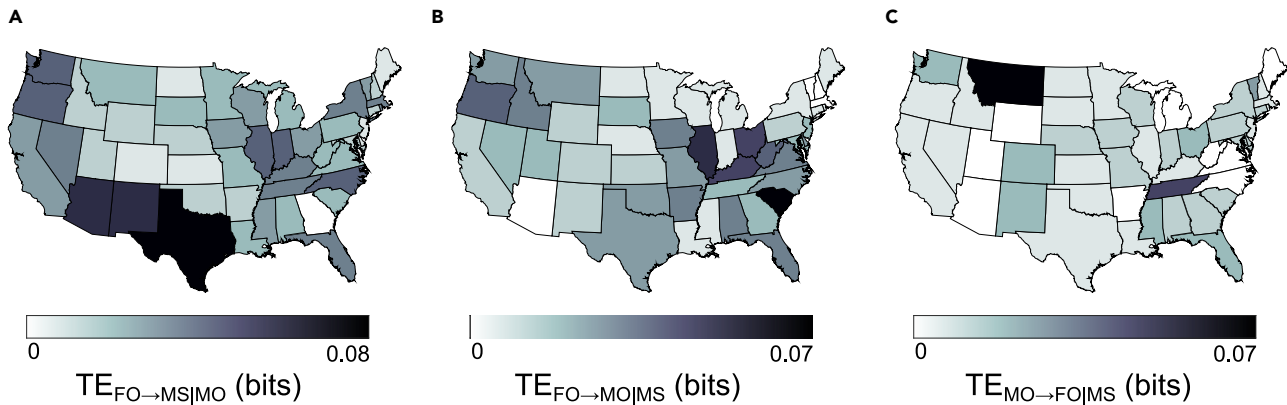 A
B
C
0 0.08
0 0.07
0 0.07
TE_FO→MS|MO (bits)
TE_FO→MO|MS (bits)
TE_MO→FO|MS (bits)